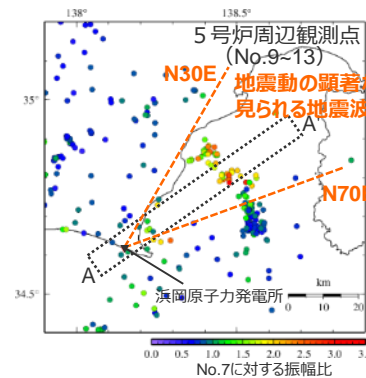 138°
138.5°
５号炉周辺観測点
（No.9~13）
N30E
地震動の顕著な
見られる地震波
35°
A
N70E
A
浜岡原子力発電所
km
0 10 20
34.5°
0.0 0.5 1.0 1.5 2.0 2.5 3.0 3.
No.7に対する振幅比